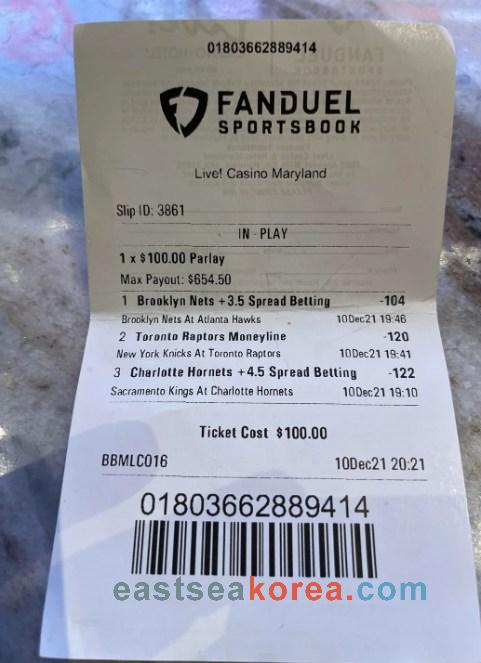 01803662889414
FANDUEL
SPORTSBOOK
Live! Casino Maryland
Slip ID: 3861
IN-PLAY
1 x $100.00 Parlay
Max Payout: $654.50
1 Brooklyn Nets +3.5 Spread Betting -104
Brooklyn Nets At Atlanta Hawks 10Dec21 19:46
2 Toronto Raptors Moneyline -120
New York Knicks At Toronto Raptors 10Dec21 19:41
3 Charlotte Hornets +4.5 Spread Betting -122
Sacramento Kings At Charlotte Hornets 10Dec21 19:10
Ticket Cost $100.00
BBMLC016 10Dec21 20:21
01803662889414
eastseakorea.com